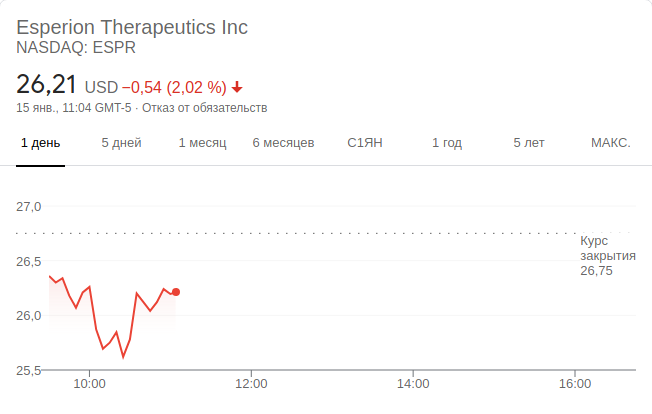 Esperion Therapeutics Inc
NASDAQ: ESPR
26,21 USD −0,54 (2,02 %)
15 янв., 11:04 GMT-5 · Отказ от обязательств
1 день 5 дней 1 месяц 6 месяцев С1ЯН 1 год 5 лет МАКС.
27,0
Курс
закрытия
26,75
26,5
26,0
25,5
10:00 12:00 14:00 16:00